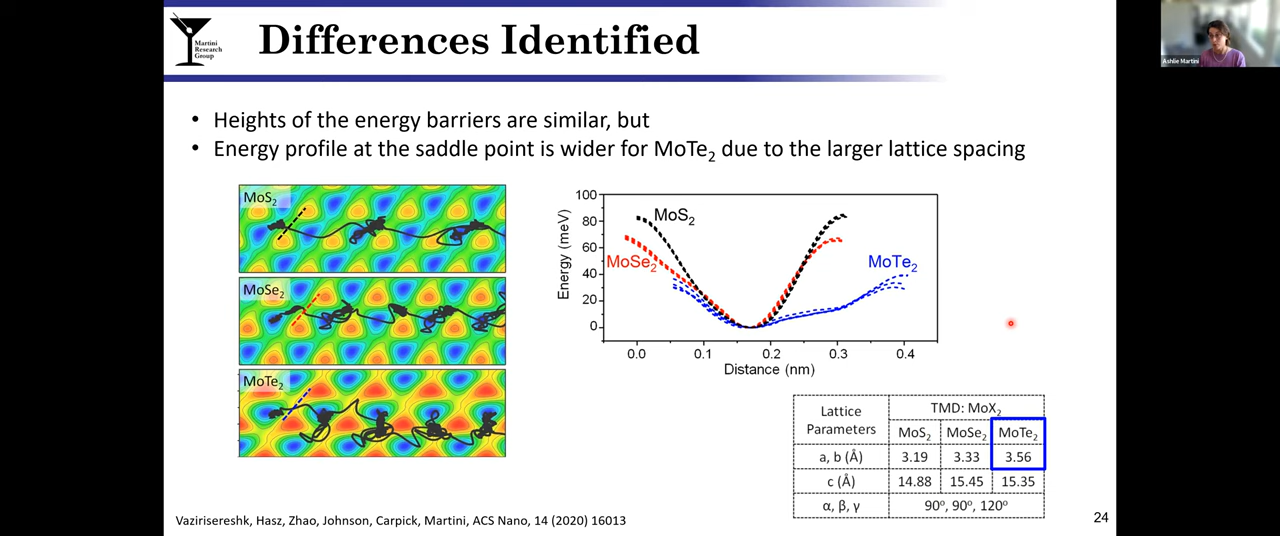 Martini
Research
Group
Differences Identified
Ashlie Martini
• Heights of the energy barriers are similar, but
• Energy profile at the saddle point is wider for MoTe₂ due to the larger lattice spacing
MoS₂
MoSe₂
MoTe₂
100
80
60
40
20
0
Energy (meV)
MoS₂
MoSe₂
MoTe₂
0.0 0.1 0.2 0.3 0.4
Distance (nm)
Lattice Parameters TMD: MoX₂
MoS₂ MoSe₂ MoTe₂
a, b (Å) 3.19 3.33 3.56
c (Å) 14.88 15.45 15.35
α, β, γ 90°, 90°, 120°
Vazirisereshk, Hasz, Zhao, Johnson, Carpick, Martini, ACS Nano, 14 (2020) 16013
24